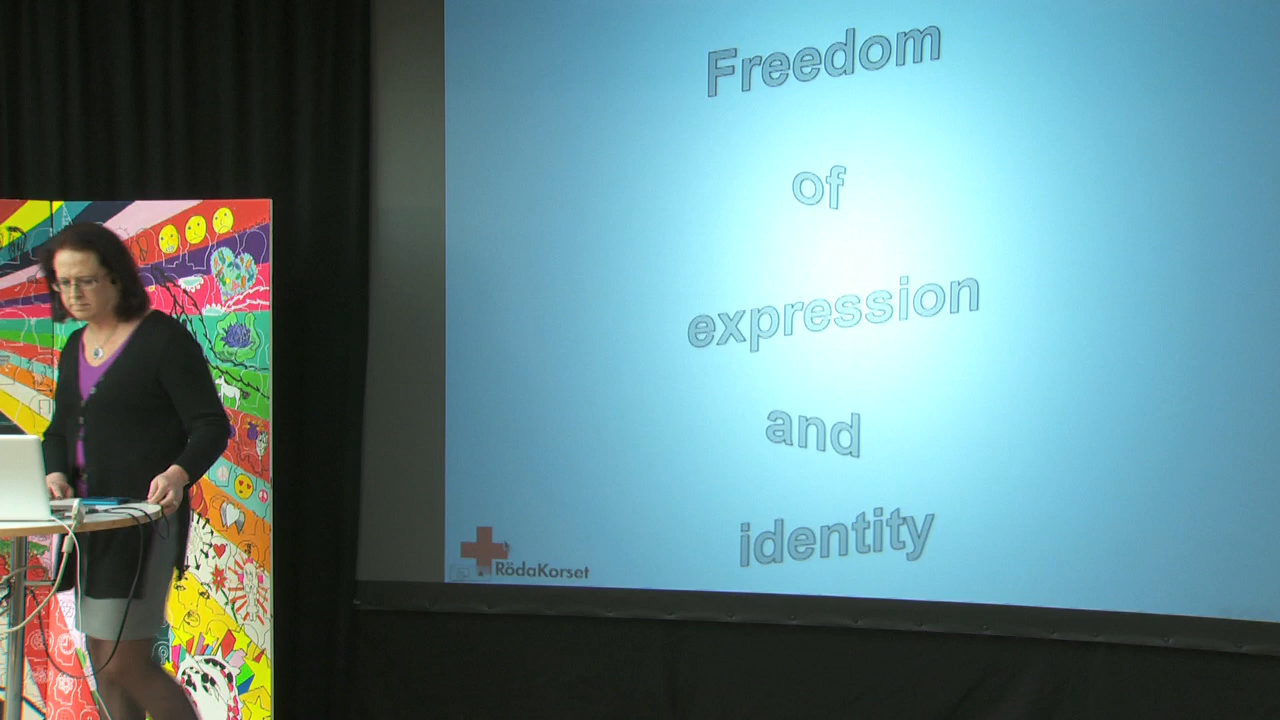 Freedom
of
expression
and
identity
RödaKorset